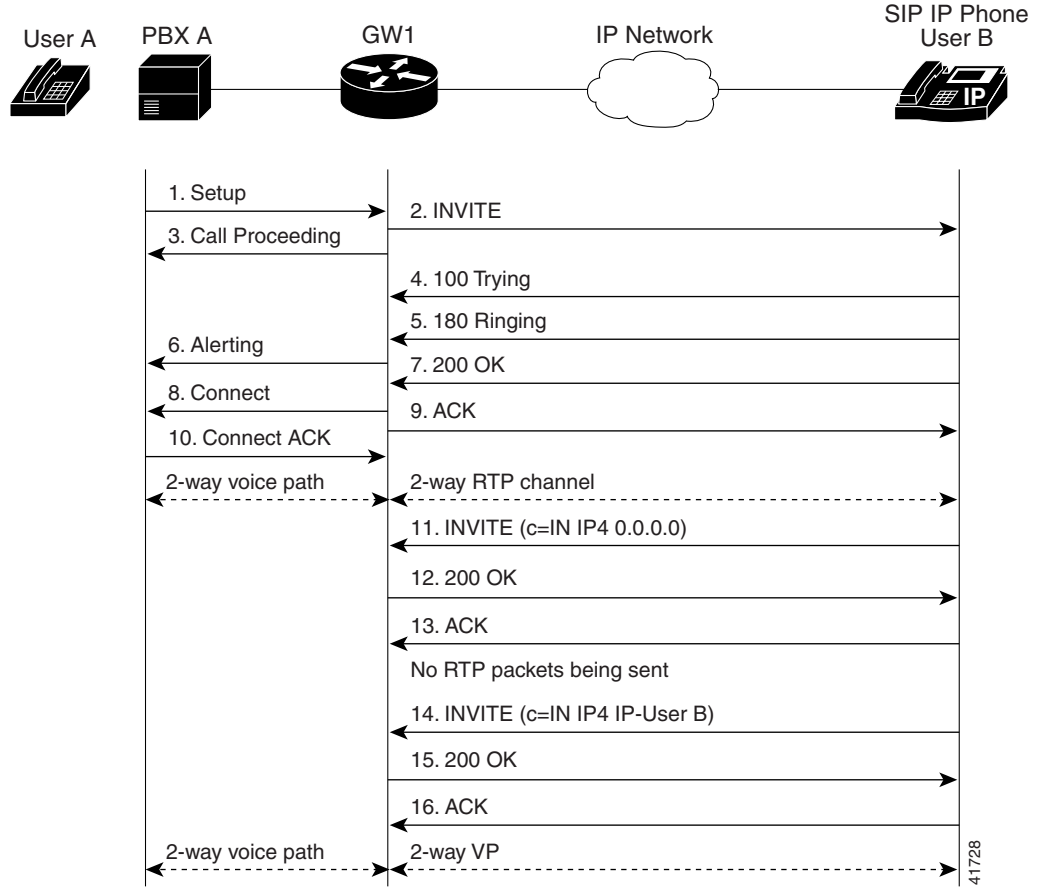 User A
PBX A
GW1
IP Network
SIP IP Phone
User B
IP
1. Setup
2. INVITE
3. Call Proceeding
4. 100 Trying
5. 180 Ringing
6. Alerting
7. 200 OK
8. Connect
9. ACK
10. Connect ACK
2-way voice path
2-way RTP channel
11. INVITE (c=IN IP4 0.0.0.0)
12. 200 OK
13. ACK
No RTP packets being sent
14. INVITE (c=IN IP4 IP-User B)
15. 200 OK
16. ACK
2-way voice path
2-way VP
41728